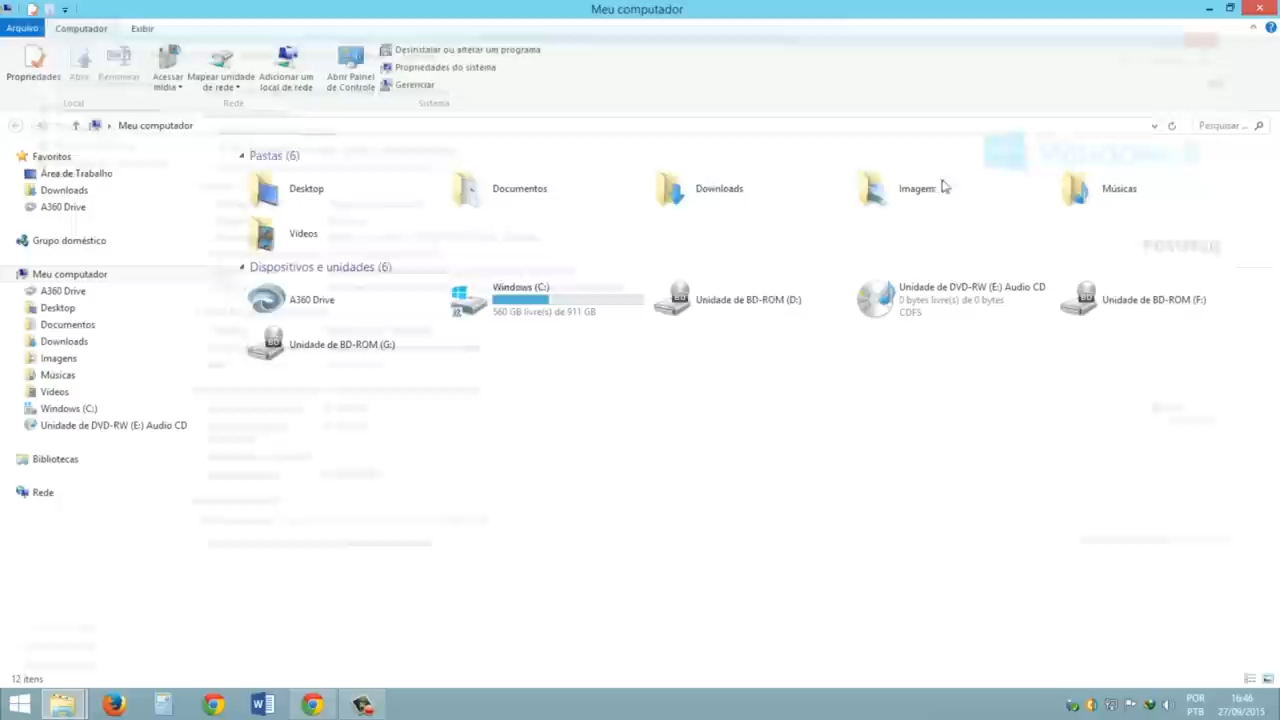 Meu computador
Arquivo Computador Exibir
Propriedades Abrir Renomear Acessar mídia Mapear unidade de rede Adicionar um local de rede Abrir Painel de Controle Desinstalar ou alterar um programa
Propriedades do sistema
Gerenciar
Local Rede Sistema
Meu computador Pesquisar ...
Favoritos
Área de Trabalho
Downloads
A360 Drive
Grupo doméstico
Meu computador
A360 Drive
Desktop
Documentos
Downloads
Imagens
Músicas
Vídeos
Windows (C:)
Unidade de DVD-RW (E:) Audio CD
Bibliotecas
Rede
Pastas (6)
Desktop Documentos Downloads Imagens Músicas
Vídeos
Dispositivos e unidades (6)
A360 Drive
Windows (C:)
560 GB livre(s) de 911 GB
Unidade de BD-ROM (D:)
Unidade de DVD-RW (E:) Audio CD
0 bytes livre(s) de 0 bytes
CDFS
Unidade de BD-ROM (F:)
Unidade de BD-ROM (G:)
12 itens
POR 16:46
PTB 27/09/2015